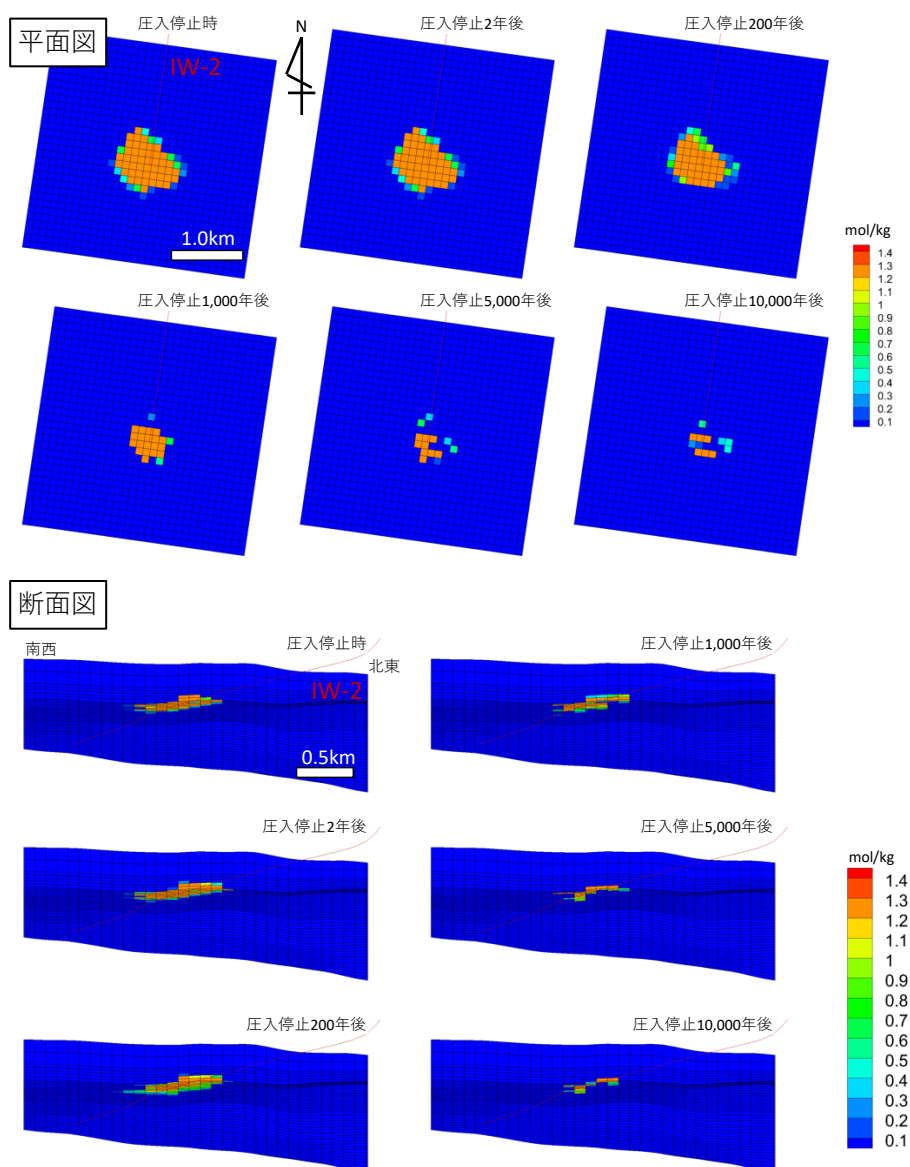 平面図
圧入停止時
圧入停止2年後
圧入停止200年後
IW-2
N
1.0km
mol/kg
1.4
1.3
1.2
1.1
1
0.9
0.8
0.7
0.6
0.5
0.4
0.3
0.2
0.1
圧入停止1,000年後
圧入停止5,000年後
圧入停止10,000年後
断面図
南西
圧入停止時
北東
IW-2
0.5km
圧入停止1,000年後
圧入停止2年後
圧入停止5,000年後
圧入停止200年後
圧入停止10,000年後
mol/kg
1.4
1.3
1.2
1.1
1
0.9
0.8
0.7
0.6
0.5
0.4
0.3
0.2
0.1